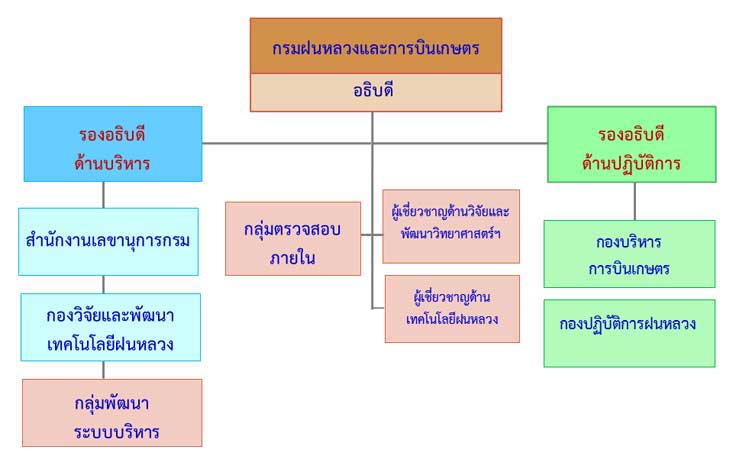 กรมฝนหลวงและการบินเกษตร
อธิบดี
รองอธิบดี
ด้านบริหาร
รองอธิบดี
ด้านปฏิบัติการ
สำนักงานเลขานุการกรม
กองวิจัยและพัฒนา
เทคโนโลยีฝนหลวง
กลุ่มพัฒนา
ระบบบริหาร
กลุ่มตรวจสอบ
ภายใน
ผู้เชี่ยวชาญด้านวิจัยและ
พัฒนาวิทยาศาสตร์ฯ
ผู้เชี่ยวชาญด้าน
เทคโนโลยีฝนหลวง
กองบริหาร
การบินเกษตร
กองปฏิบัติการฝนหลวง